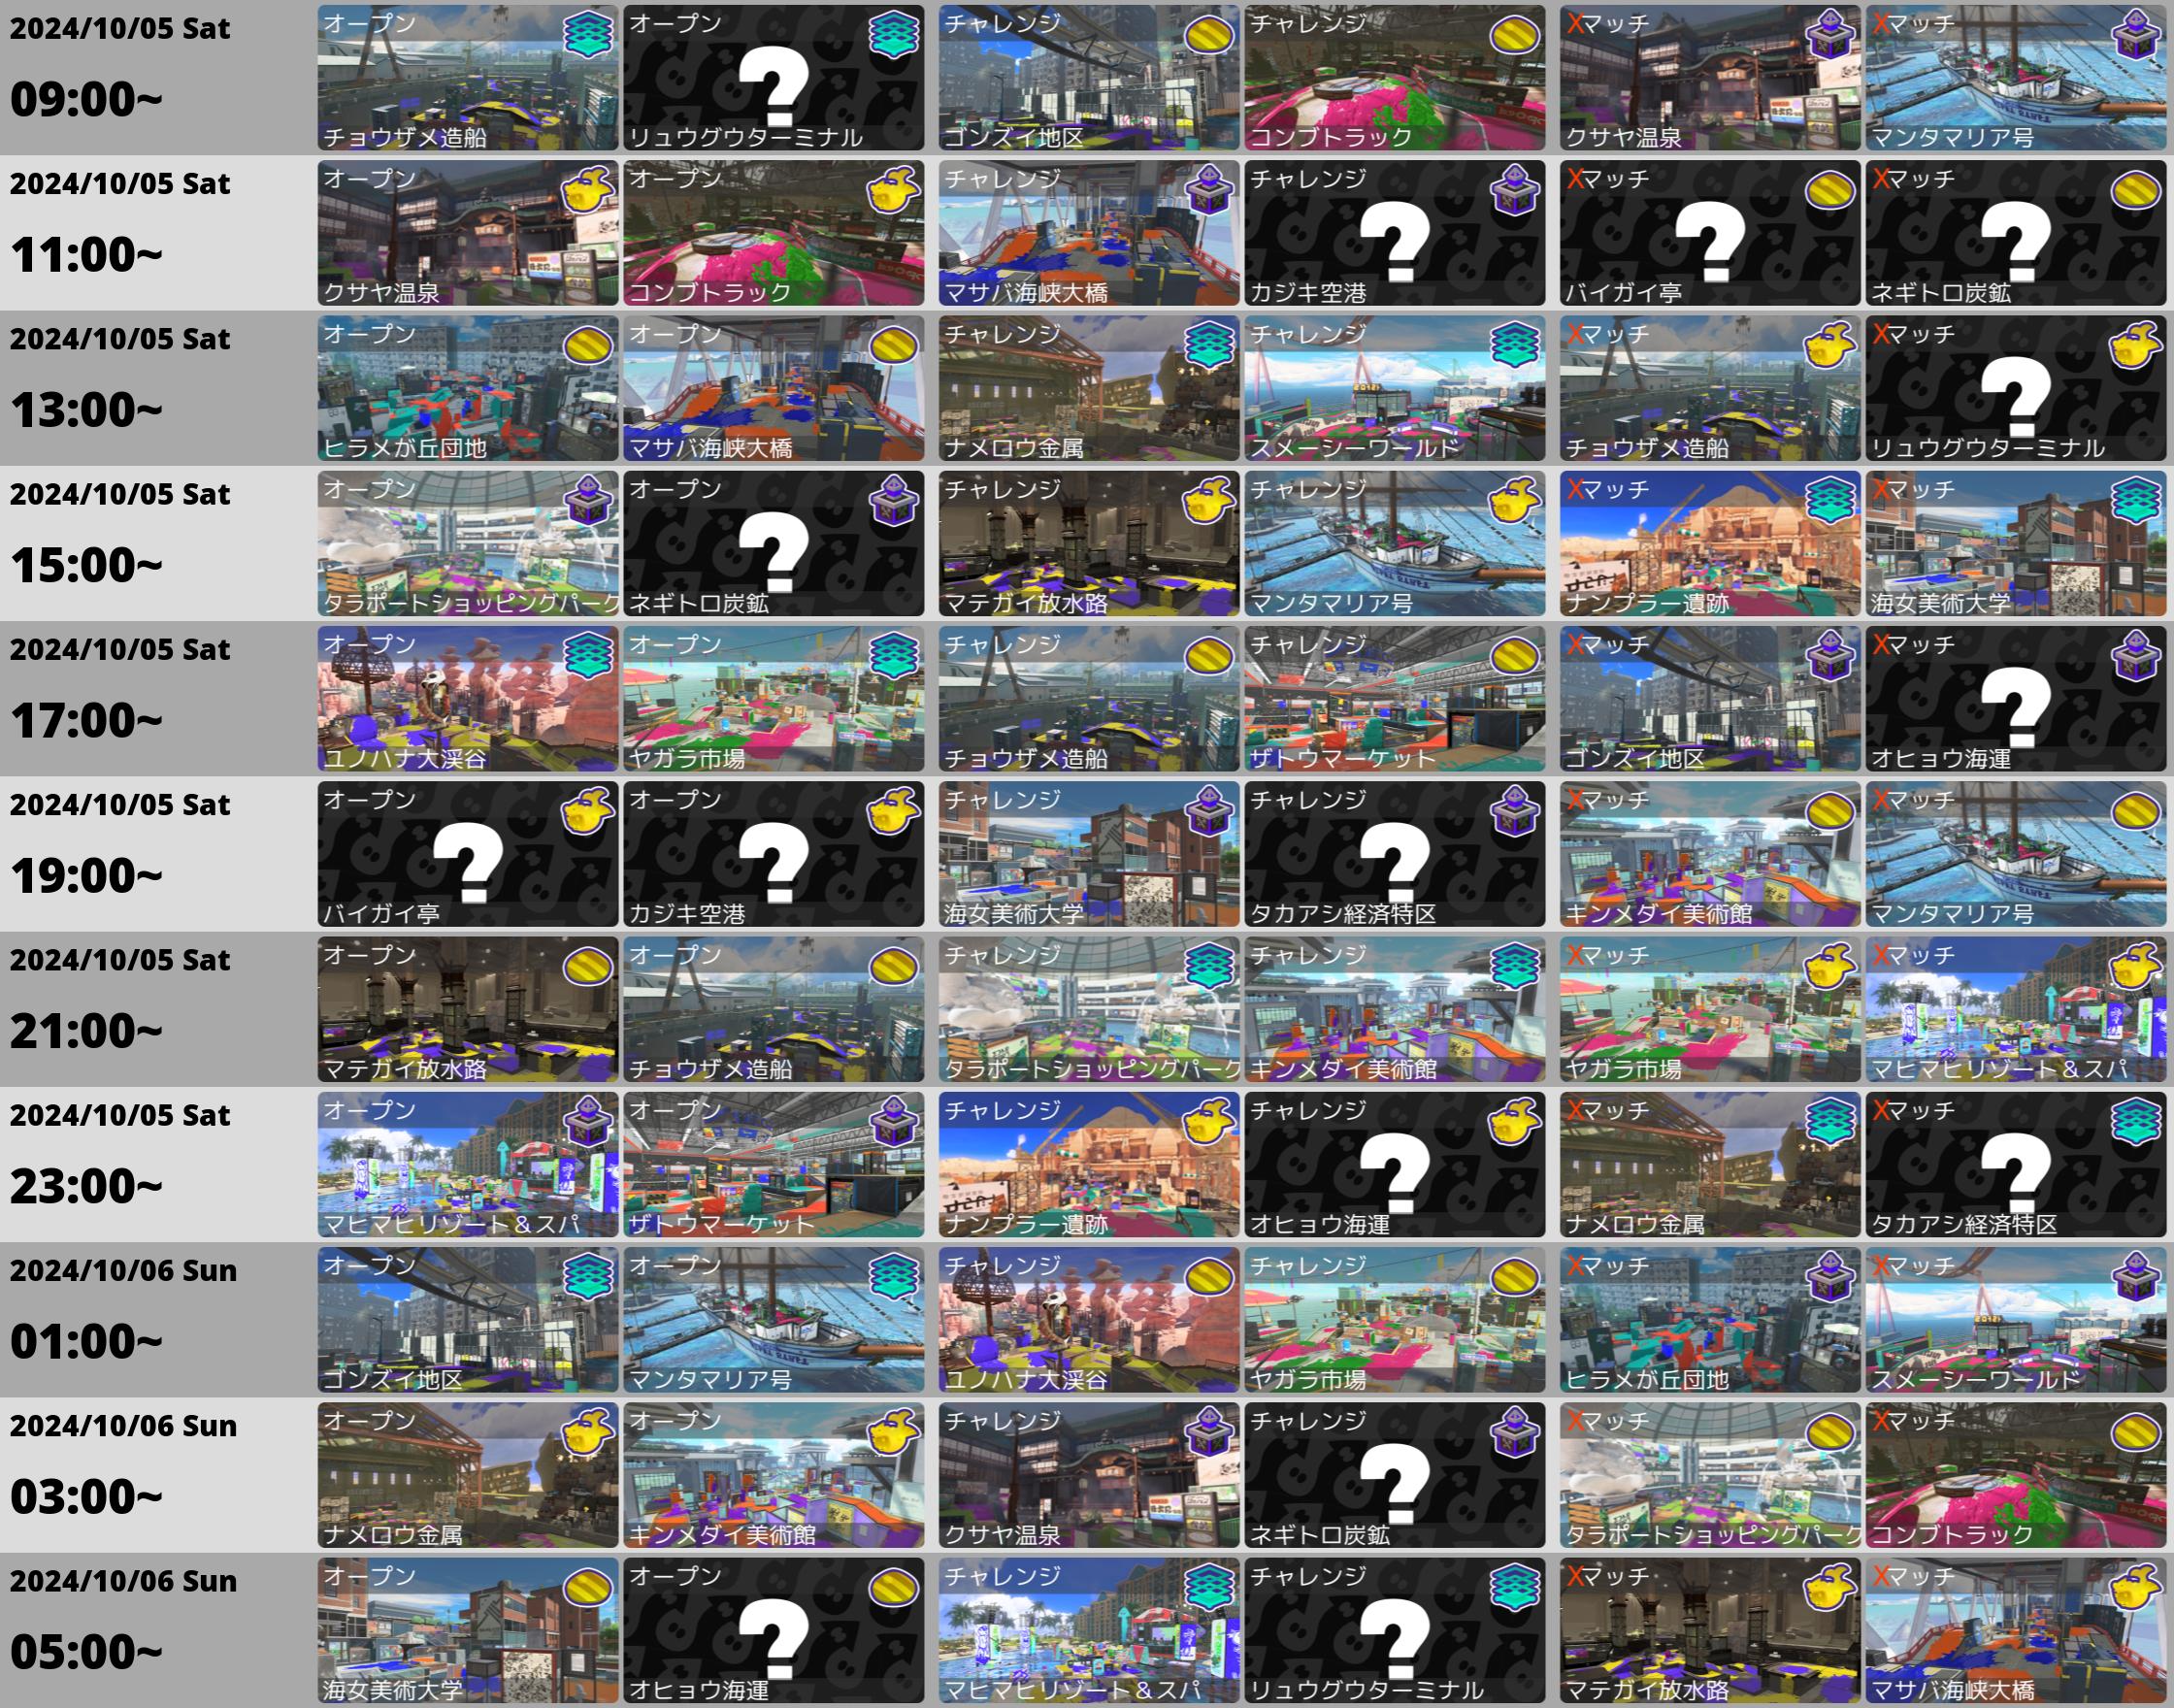 2024/10/05 Sat
09:00~
オープン
チョウザメ造船
オープン
リュウグウターミナル
チャレンジ
ゴンズイ地区
チャレンジ
コンブトラック
Xマッチ
クサヤ温泉
Xマッチ
マンタマリア号
2024/10/05 Sat
11:00~
オープン
クサヤ温泉
オープン
コンブトラック
チャレンジ
マサバ海峡大橋
チャレンジ
カジキ空港
Xマッチ
バイガイ亭
Xマッチ
ネギトロ炭鉱
2024/10/05 Sat
13:00~
オープン
ヒラメが丘団地
オープン
マサバ海峡大橋
チャレンジ
ナメロウ金属
チャレンジ
スメーシーワールド
Xマッチ
チョウザメ造船
Xマッチ
リュウグウターミナル
2024/10/05 Sat
15:00~
オープン
タラポートショッピングパーク
オープン
ネギトロ炭鉱
チャレンジ
マテガイ放水路
チャレンジ
マンタマリア号
Xマッチ
ナンプラー遺跡
Xマッチ
海女美術大学
2024/10/05 Sat
17:00~
オープン
ユノハナ大渓谷
オープン
ヤガラ市場
チャレンジ
チョウザメ造船
チャレンジ
ザトウマーケット
Xマッチ
ゴンズイ地区
Xマッチ
オヒョウ海運
2024/10/05 Sat
19:00~
オープン
バイガイ亭
オープン
カジキ空港
チャレンジ
海女美術大学
チャレンジ
タカアシ経済特区
Xマッチ
キンメダイ美術館
Xマッチ
マンタマリア号
2024/10/05 Sat
21:00~
オープン
マテガイ放水路
オープン
チョウザメ造船
チャレンジ
タラポートショッピングパーク
チャレンジ
キンメダイ美術館
Xマッチ
ヤガラ市場
Xマッチ
マヒマヒリゾート＆スパ
2024/10/05 Sat
23:00~
オープン
マヒマヒリゾート＆スパ
オープン
ザトウマーケット
チャレンジ
ナンプラー遺跡
チャレンジ
オヒョウ海運
Xマッチ
ナメロウ金属
Xマッチ
タカアシ経済特区
2024/10/06 Sun
01:00~
オープン
ゴンズイ地区
オープン
マンタマリア号
チャレンジ
ユノハナ大渓谷
チャレンジ
ヤガラ市場
Xマッチ
ヒラメが丘団地
Xマッチ
スメーシーワールド
2024/10/06 Sun
03:00~
オープン
ナメロウ金属
オープン
キンメダイ美術館
チャレンジ
クサヤ温泉
チャレンジ
ネギトロ炭鉱
Xマッチ
タラポートショッピングパーク
Xマッチ
コンブトラック
2024/10/06 Sun
05:00~
オープン
海女美術大学
オープン
オヒョウ海運
チャレンジ
マヒマヒリゾート＆スパ
チャレンジ
リュウグウターミナル
Xマッチ
マテガイ放水路
Xマッチ
マサバ海峡大橋